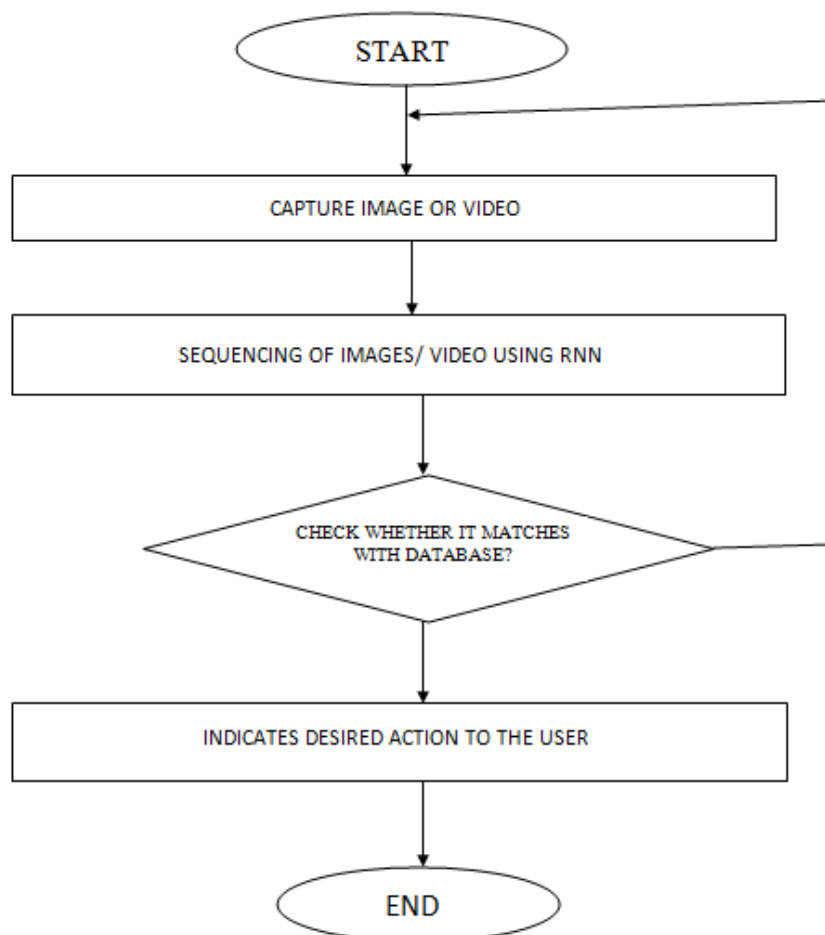 START
CAPTURE IMAGE OR VIDEO
SEQUENCING OF IMAGES/ VIDEO USING RNN
CHECK WHETHER IT MATCHES
WITH DATABASE?
INDICATES DESIRED ACTION TO THE USER
END